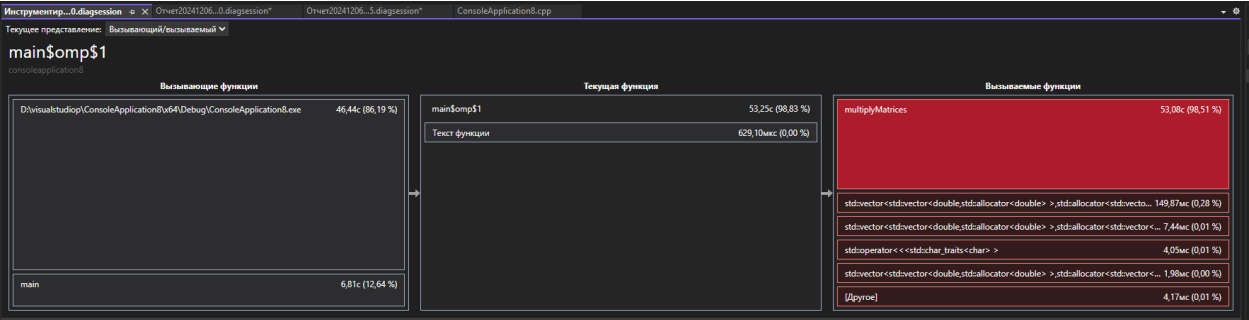 Инструментир...0.diagsession Отчет20241206...0.diagsession* Отчет20241206...5.diagsession* ConsoleApplication8.cpp
Текущее представление: Вызывающий/вызываемый
main$omp$1
consoleapplication8
Вызывающие функции Текущая функция Вызываемые функции
D:\visualstudiop\ConsoleApplication8\x64\Debug\ConsoleApplication8.exe 46,44с (86,19 %)
main$omp$1 53,25с (98,83 %)
multiplyMatrices 53,08с (98,51 %)
Текст функции 629,10мкс (0,00 %)
std::vector<std::vector<double,std::allocator<double> >,std::allocator<std::vecto... 149,87мс (0,28 %)
std::vector<std::vector<double,std::allocator<double> >,std::allocator<std::vector<... 7,44мс (0,01 %)
std::operator<<<std::char_traits<char> > 4,05мс (0,01 %)
std::vector<std::vector<double,std::allocator<double> >,std::allocator<std::vector<... 1,98мс (0,00 %)
main 6,81с (12,64 %)
[Другое] 4,17мс (0,01 %)